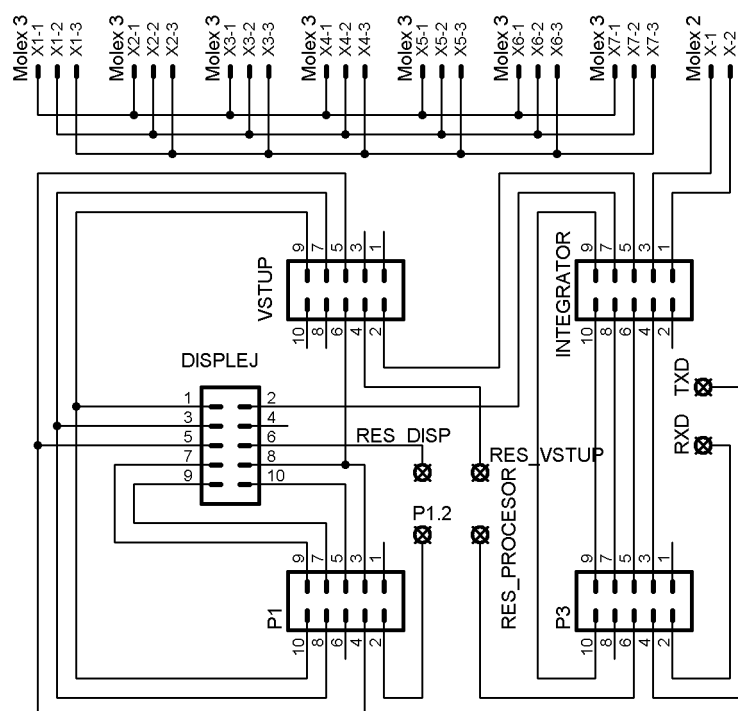 Molex 3
X1-1
X1-2
X1-3
Molex 3
X2-1
X2-2
X2-3
Molex 3
X3-1
X3-2
X3-3
Molex 3
X4-1
X4-2
X4-3
Molex 3
X5-1
X5-2
X5-3
Molex 3
X6-1
X6-2
X6-3
Molex 3
X7-1
X7-2
X7-3
Molex 2
X-1
X-2
VSTUP
9
7
5
3
1
10
8
6
4
2
INTEGRATOR
9
7
5
3
1
10
8
6
4
2
DISPLEJ
1
2
3
4
5
6
7
8
9
10
TXD
RXD
RES_DISP
RES_VSTUP
P1.2
RES_PROCESOR
P1
9
7
5
3
1
10
8
6
4
2
P3
9
7
5
3
1
10
8
6
4
2